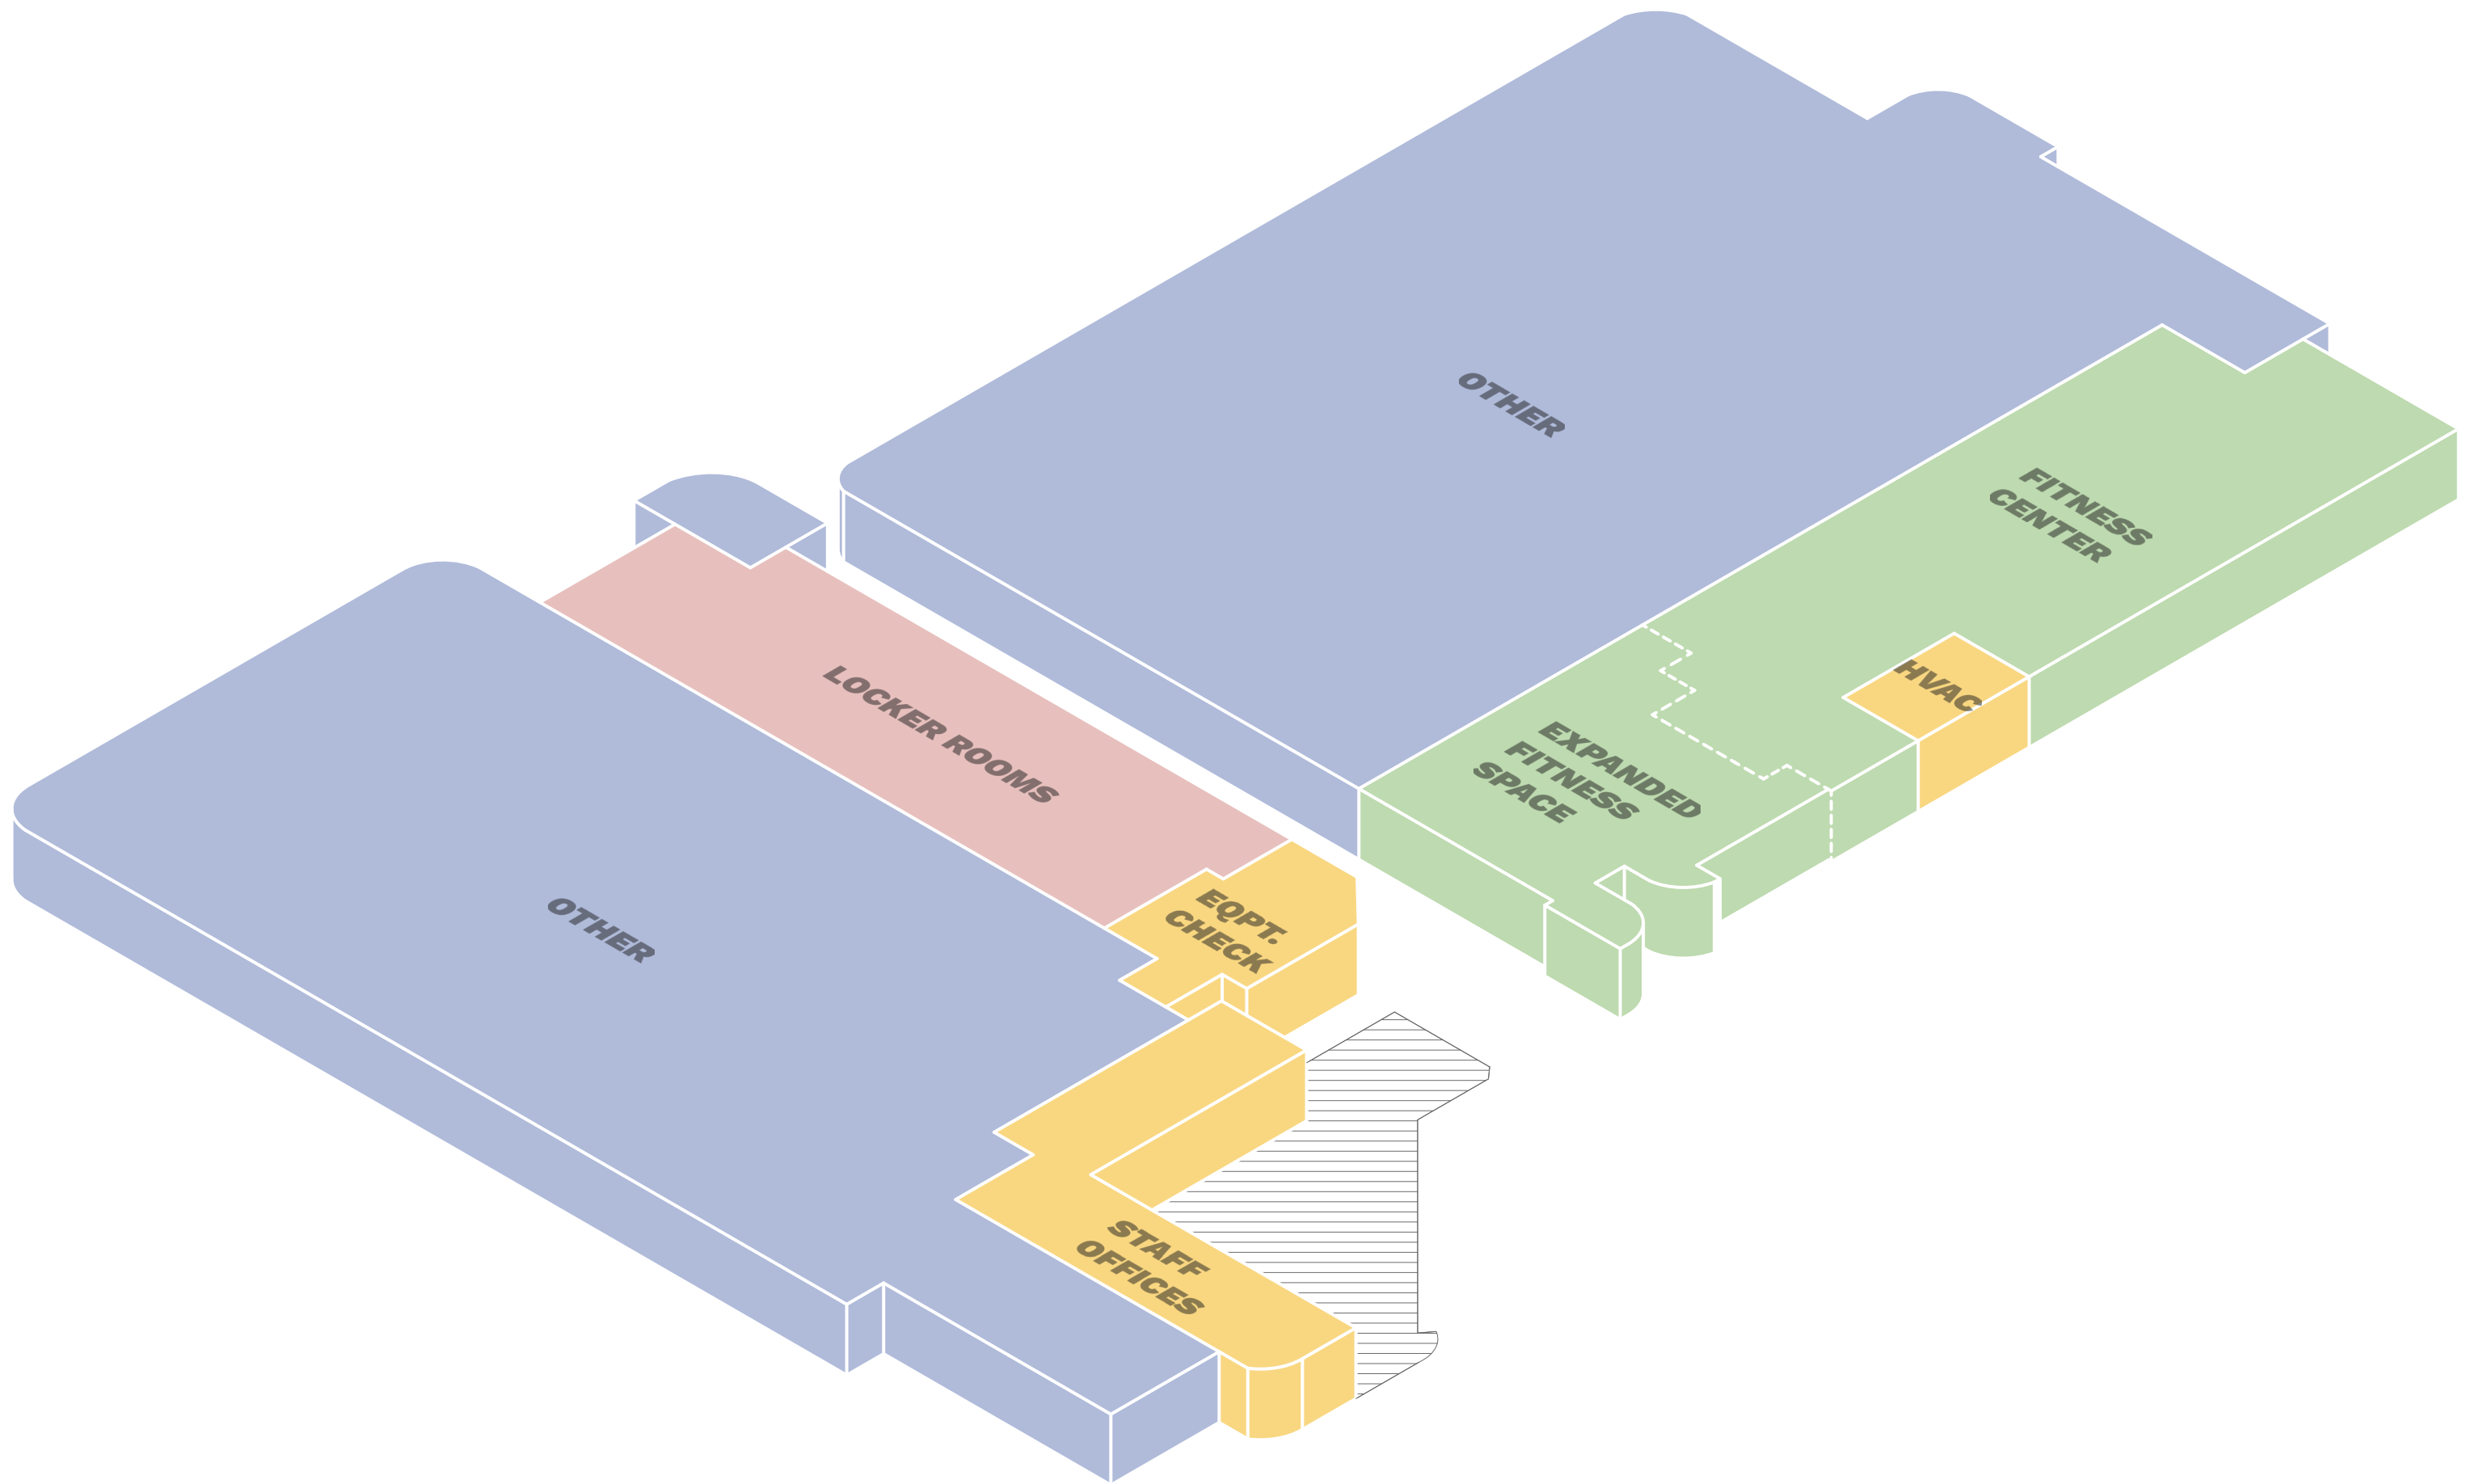 OTHER
FITNESS
CENTER
LOCKER ROOMS
HVAC
EXPANDED
FITNESS
SPACE
EQPT.
CHECK
OTHER
STAFF
OFFICES